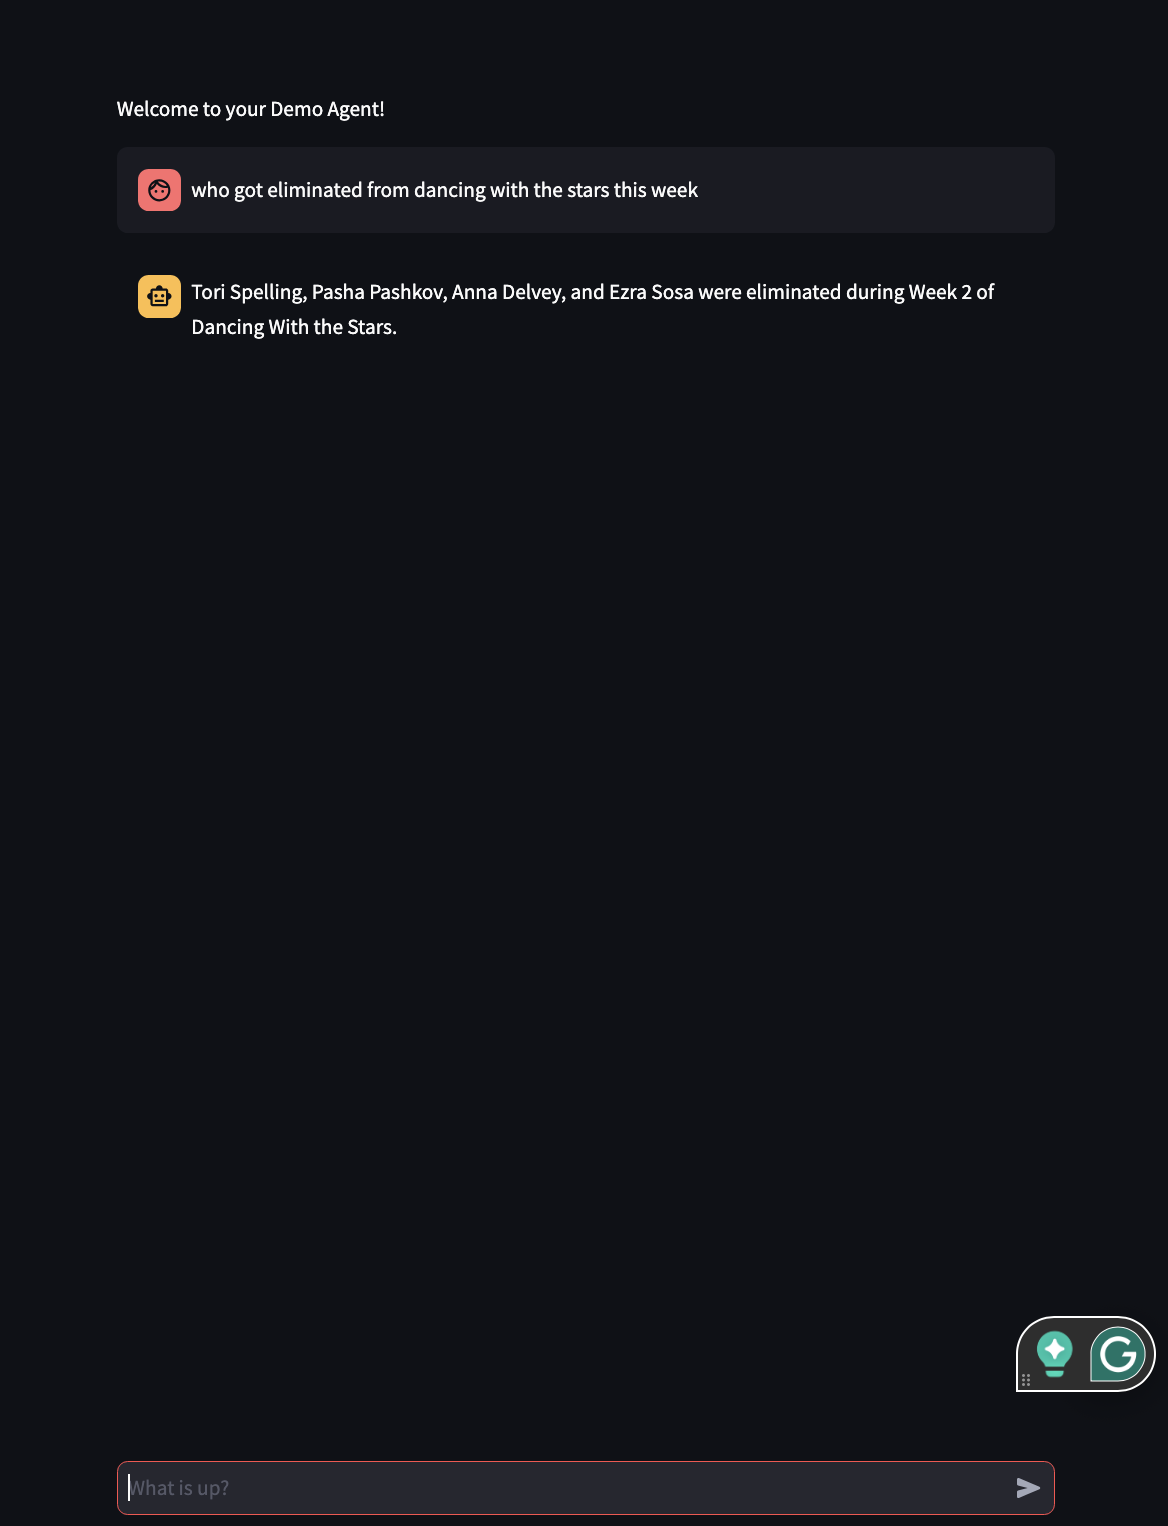 Welcome to your Demo Agent!
who got eliminated from dancing with the stars this week
Tori Spelling, Pasha Pashkov, Anna Delvey, and Ezra Sosa were eliminated during Week 2 of
Dancing With the Stars.
What is up?